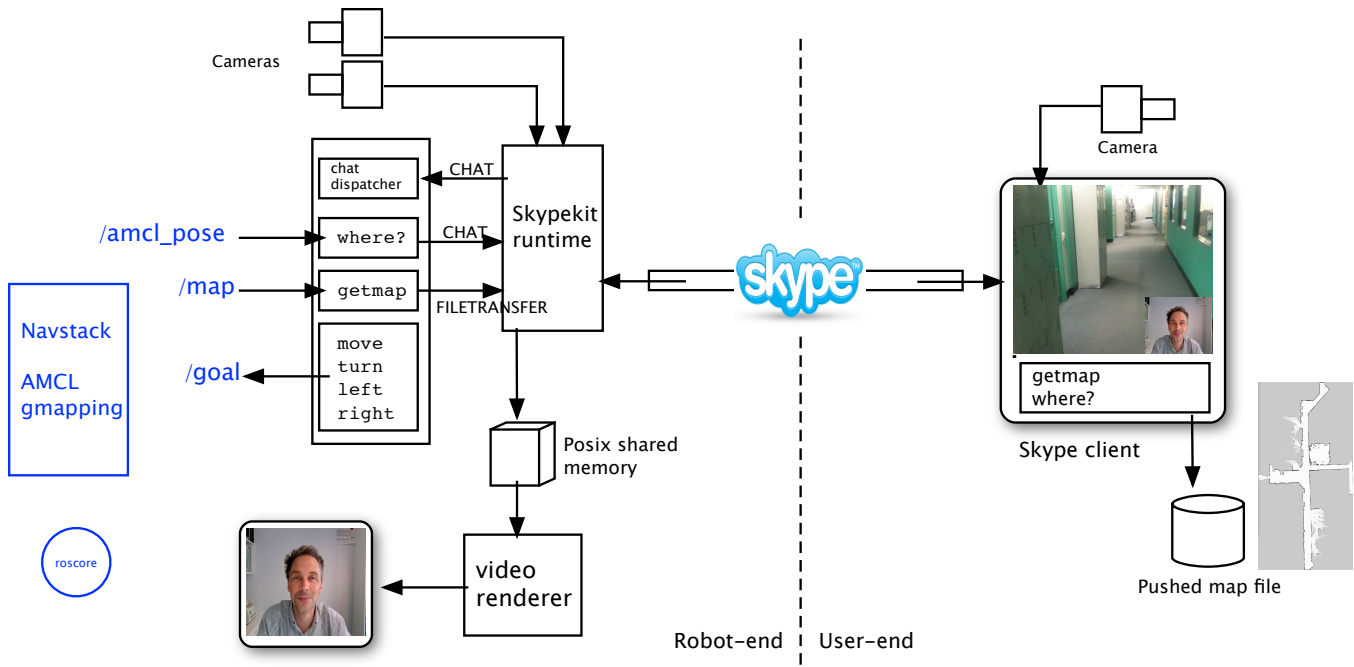 Cameras
chat
dispatcher
CHAT
/amcl_pose
where?
CHAT
/map
getmap
FILETRANSFER
/goal
move
turn
left
right
Navstack
AMCL
gmapping
roscore
Skypekit
runtime
Posix shared
memory
video
renderer
skype™
Robot-end
User-end
Camera
getmap
where?
Skype client
Pushed map file